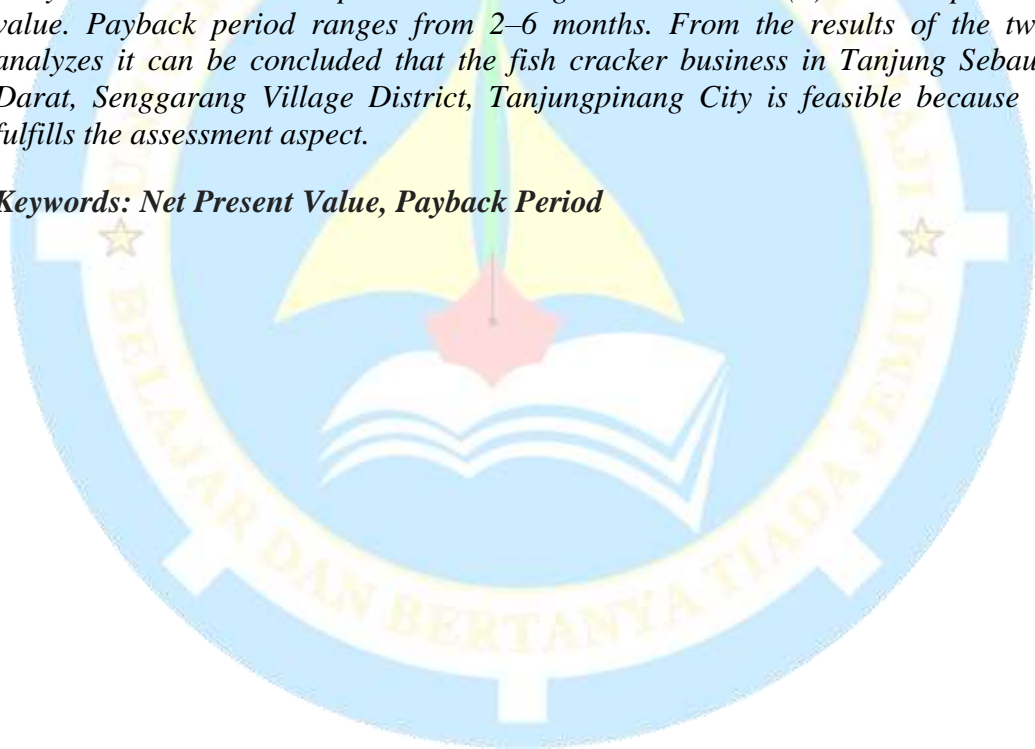 value. Payback period ranges from 2–6 months. From the results of the tw
analyzes it can be concluded that the fish cracker business in Tanjung Sebau
Darat, Senggarang Village District, Tanjungpinang City is feasible because
fulfills the assessment aspect.
Keywords: Net Present Value, Payback Period
BELAJAR DAN BERTANYA TIADA JEMU